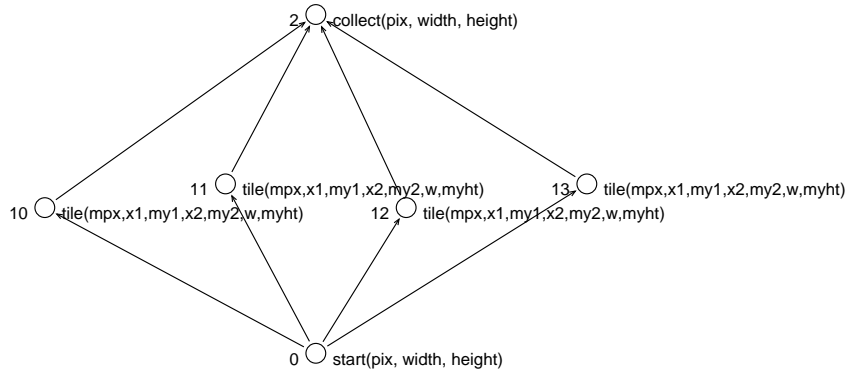 2 collect(pix, width, height)
11 tile(mpx,x1,my1,x2,my2,w,myht)
13 tile(mpx,x1,my1,x2,my2,w,myht)
10 tile(mpx,x1,my1,x2,my2,w,myht)
12 tile(mpx,x1,my1,x2,my2,w,myht)
0 start(pix, width, height)